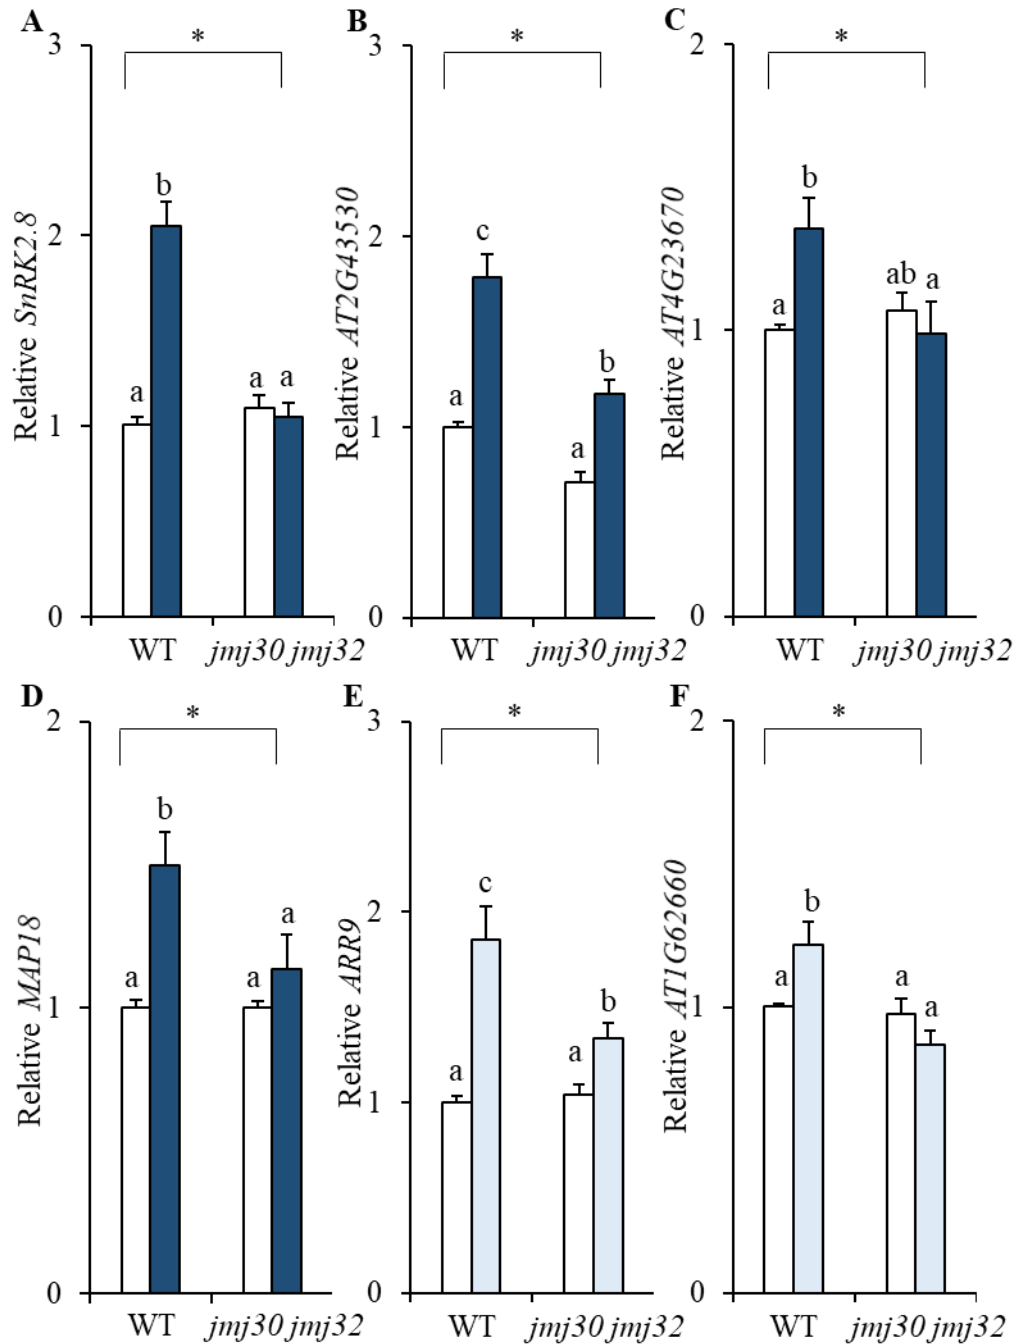 A
3
2
1
0
Relative SnRK2.8
*
a
b
a
a
WT
jmj30 jmj32
B
3
2
1
0
Relative AT2G43530
*
a
c
a
b
WT
jmj30 jmj32
C
2
1
0
Relative AT4G23670
*
a
b
ab
a
WT
jmj30 jmj32
D
2
1
0
Relative MAP18
*
a
b
a
a
WT
jmj30 jmj32
E
3
2
1
0
Relative ARR9
*
a
c
a
b
WT
jmj30 jmj32
F
2
1
0
Relative AT1G62660
*
a
b
a
a
WT
jmj30 jmj32